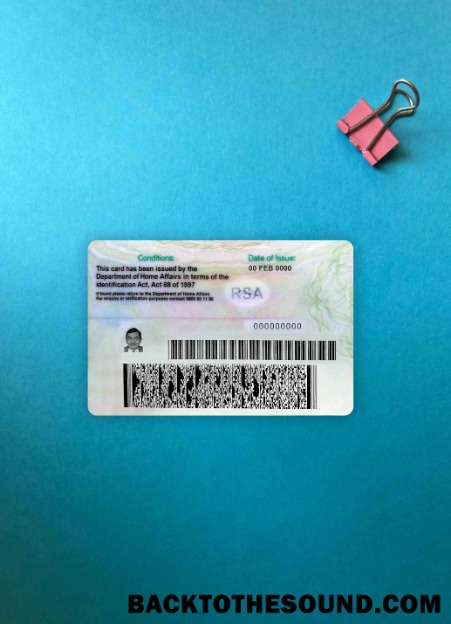 Conditions:
This card has been issued by the
Department of Home Affairs in terms of the
Identification Act, Act 68 of 1997
If found please return to the Department of Home Affairs
For enquiry or verification purposes contact 0800 60 11 90
Date of Issue:
00 FEB 0000
RSA
000000000
BACKTOTHESOUND.COM